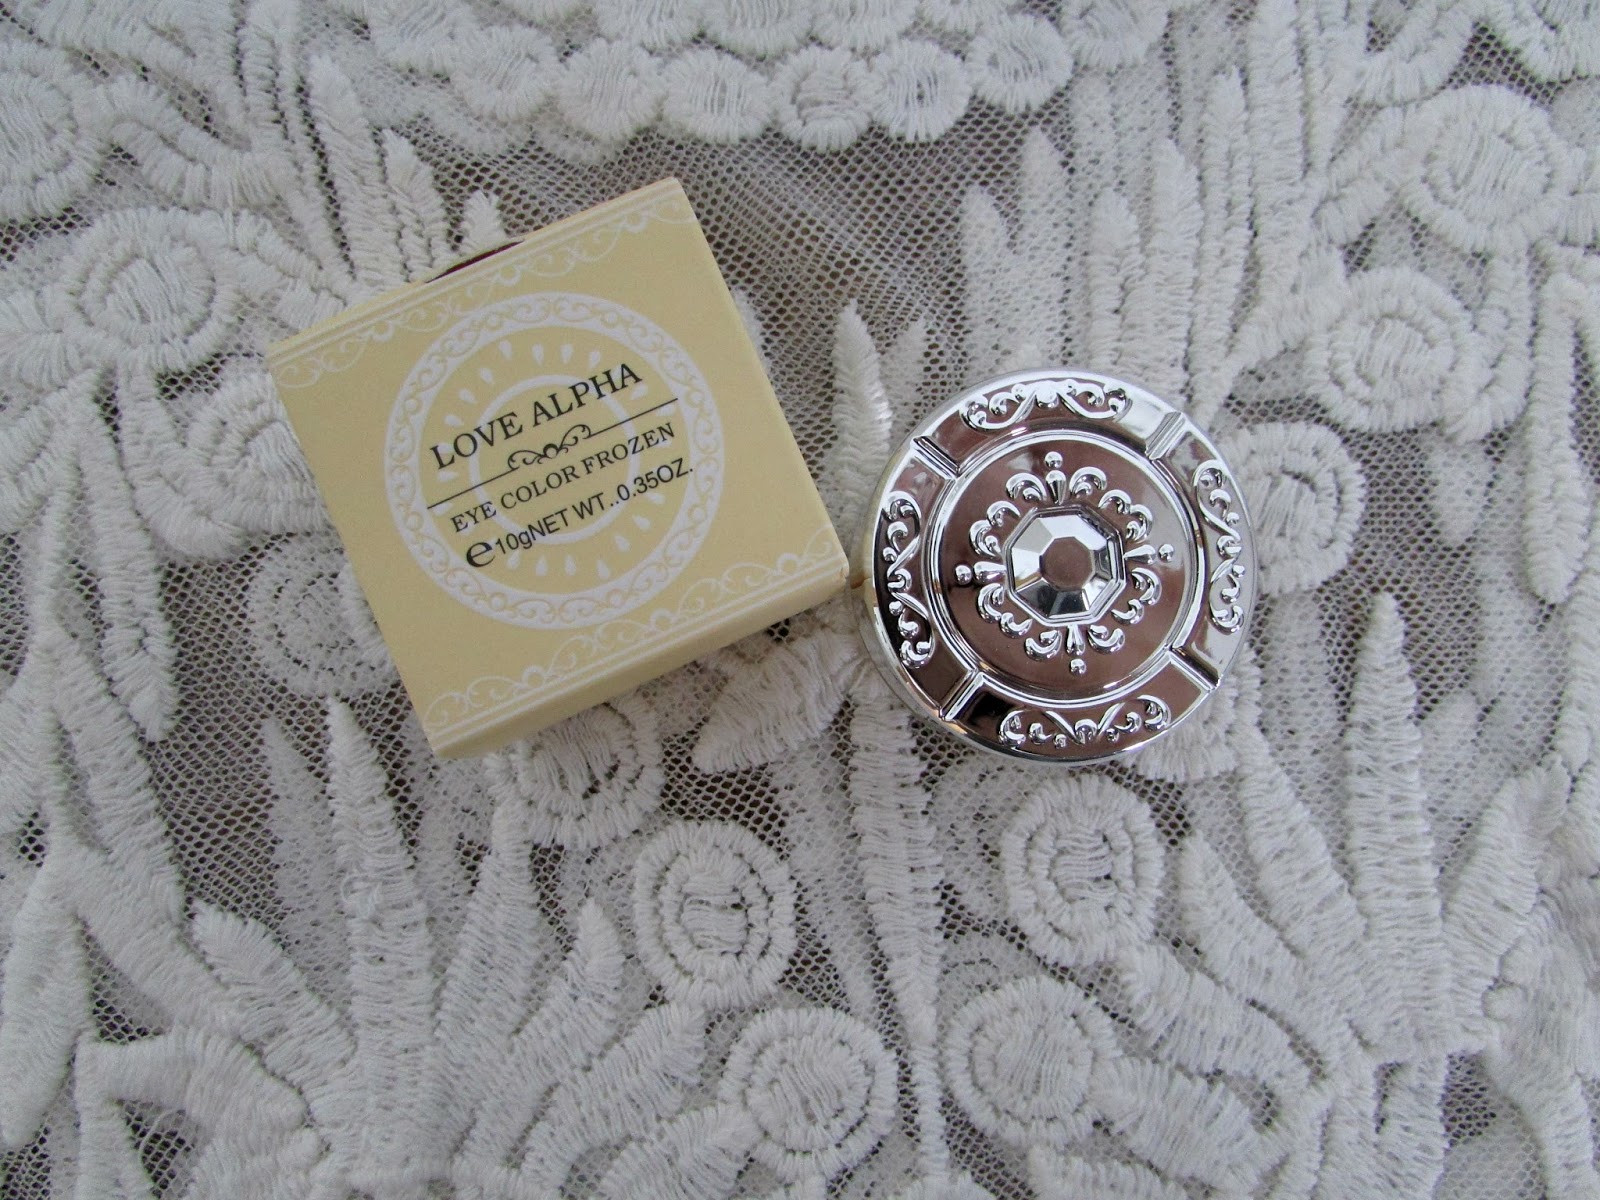 LOVE ALPHA
EYE COLOR FROZEN
℮10gNET WT..0.35OZ.